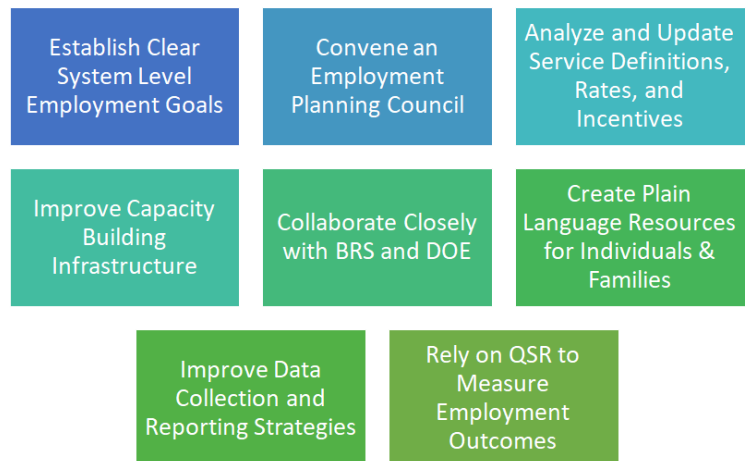 Establish Clear
System Level
Employment Goals
Convene an
Employment
Planning Council
Analyze and Update
Service Definitions,
Rates, and
Incentives
Improve Capacity
Building
Infrastructure
Collaborate Closely
with BRS and DOE
Create Plain
Language Resources
for Individuals &
Families
Improve Data
Collection and
Reporting Strategies
Rely on QSR to
Measure
Employment
Outcomes